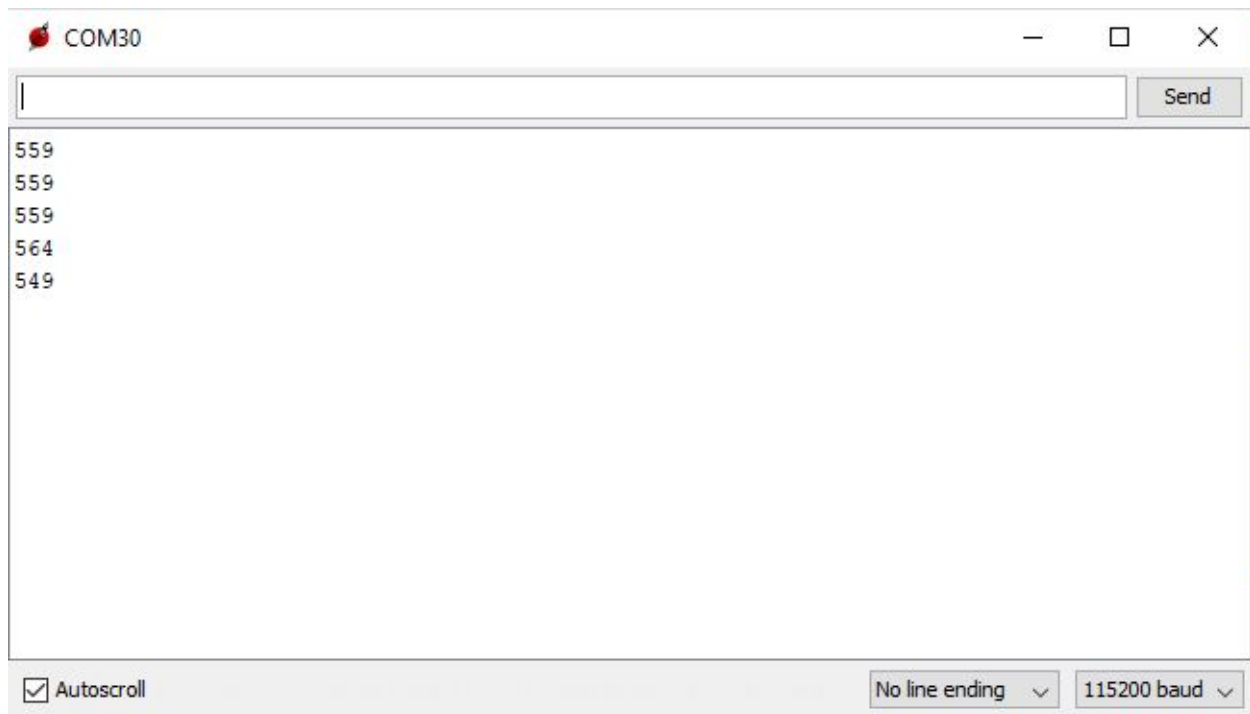 COM30
Send
559
559
559
564
549
Autoscroll
No line ending
115200 baud